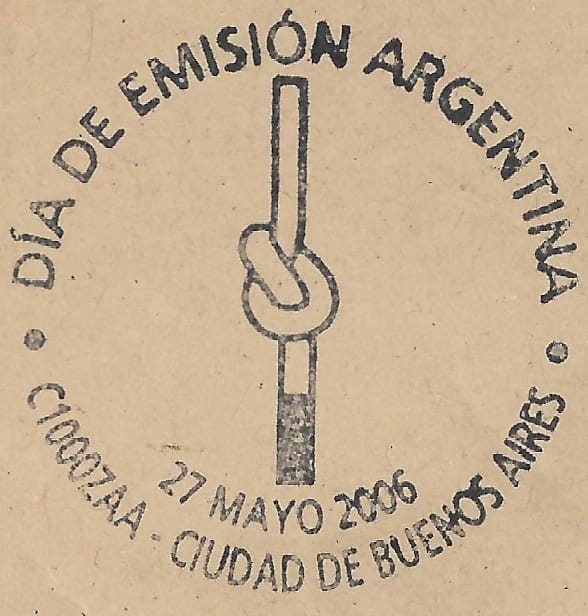 DÍA DE EMISIÓN ARGENTINA
27 MAYO 2006
C1000ZAA - CIUDAD DE BUENOS AIRES